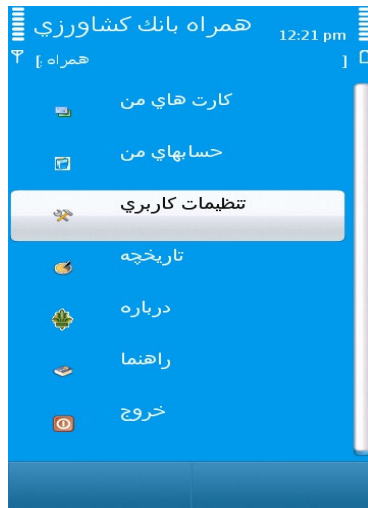 همراه بانك كشاورزي
12:21 pm
[ همراه :]
كارت هاي من
حسابهاي من
تنظيمات كاربري
تاريخچه
درباره
راهنما
خروج